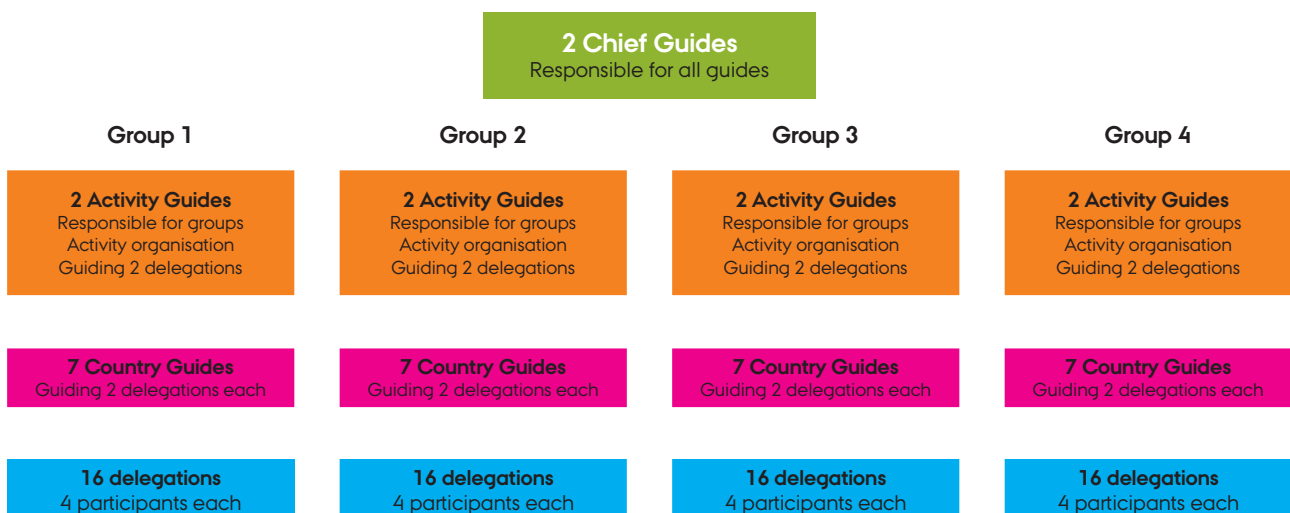 2 Chief Guides
Responsible for all guides
Group 1
Group 2
Group 3
Group 4
2 Activity Guides
Responsible for groups
Activity organisation
Guiding 2 delegations
2 Activity Guides
Responsible for groups
Activity organisation
Guiding 2 delegations
2 Activity Guides
Responsible for groups
Activity organisation
Guiding 2 delegations
2 Activity Guides
Responsible for groups
Activity organisation
Guiding 2 delegations
7 Country Guides
Guiding 2 delegations each
7 Country Guides
Guiding 2 delegations each
7 Country Guides
Guiding 2 delegations each
7 Country Guides
Guiding 2 delegations each
16 delegations
4 participants each
16 delegations
4 participants each
16 delegations
4 participants each
16 delegations
4 participants each